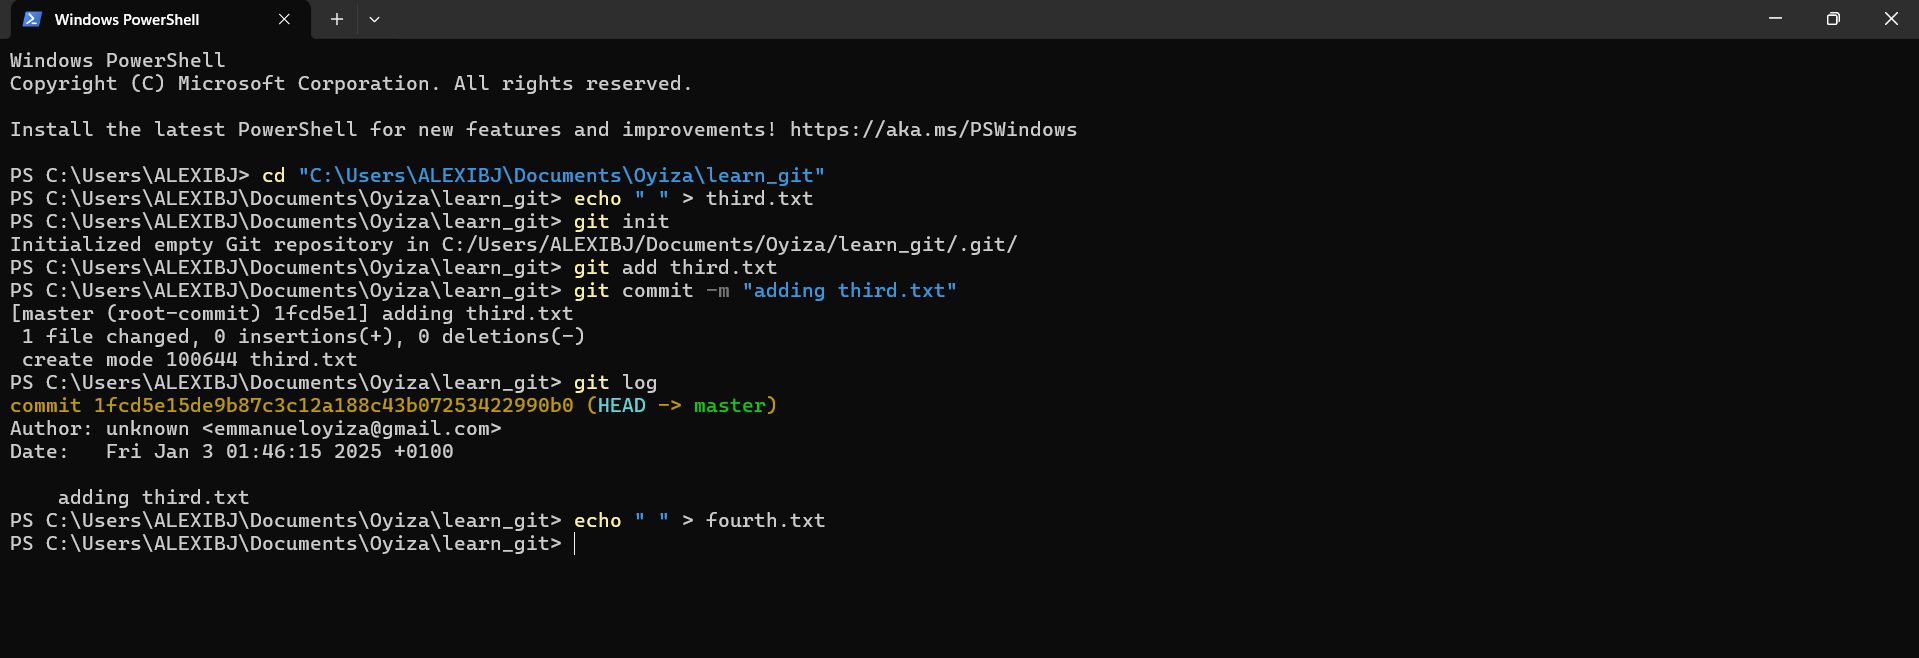 Windows PowerShell
Windows PowerShell
Copyright (C) Microsoft Corporation. All rights reserved.
Install the latest PowerShell for new features and improvements! https://aka.ms/PSWindows
PS C:\Users\ALEXIBJ> cd "C:\Users\ALEXIBJ\Documents\Oyiza\learn_git"
PS C:\Users\ALEXIBJ\Documents\Oyiza\learn_git> echo " " > third.txt
PS C:\Users\ALEXIBJ\Documents\Oyiza\learn_git> git init
Initialized empty Git repository in C:/Users/ALEXIBJ/Documents/Oyiza/learn_git/.git/
PS C:\Users\ALEXIBJ\Documents\Oyiza\learn_git> git add third.txt
PS C:\Users\ALEXIBJ\Documents\Oyiza\learn_git> git commit -m "adding third.txt"
[master (root-commit) 1fcd5e1] adding third.txt
 1 file changed, 0 insertions(+), 0 deletions(-)
 create mode 100644 third.txt
PS C:\Users\ALEXIBJ\Documents\Oyiza\learn_git> git log
commit 1fcd5e15de9b87c3c12a188c43b07253422990b0 (HEAD -> master)
Author: unknown <emmanueloyiza@gmail.com>
Date:   Fri Jan 3 01:46:15 2025 +0100
    adding third.txt
PS C:\Users\ALEXIBJ\Documents\Oyiza\learn_git> echo " " > fourth.txt
PS C:\Users\ALEXIBJ\Documents\Oyiza\learn_git>